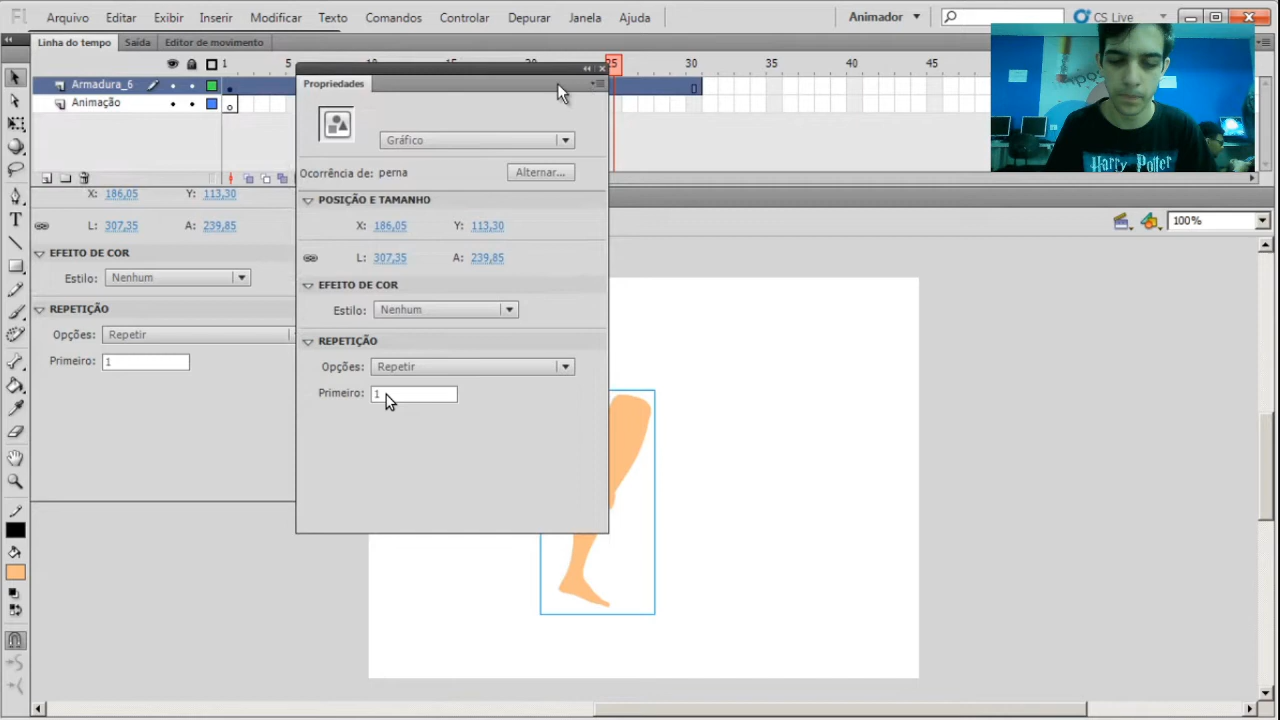 Fl Arquivo Editar Exibir Inserir Modificar Texto Comandos Controlar Depurar Janela Ajuda Animador CS Live
Linha do tempo Saída Editor de movimento
1 5 15 20 25 30 35 40 45
Armadura_6
Animação
Propriedades
Gráfico
Ocorrência de: perna Alternar...
POSIÇÃO E TAMANHO
X: 186,05 Y: 113,30
L: 307,35 A: 239,85
EFEITO DE COR
Estilo: Nenhum
REPETIÇÃO
Opções: Repetir
Primeiro: 1
X: 186,05 Y: 113,30
L: 307,35 A: 239,85
EFEITO DE COR
Estilo: Nenhum
REPETIÇÃO
Opções: Repetir
Primeiro: 1
100%
Harry Potter